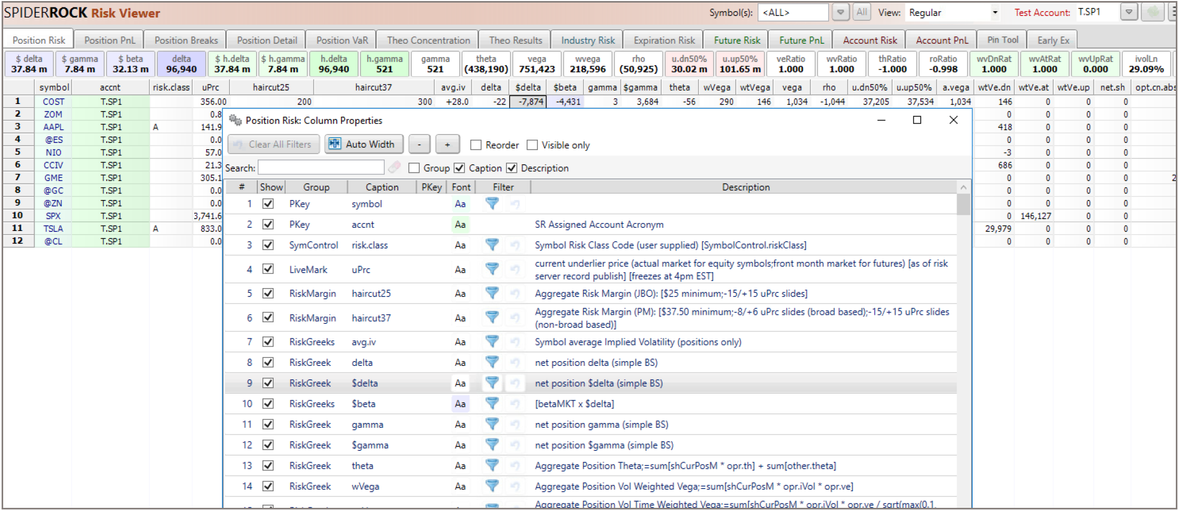 SPIDERROCK Risk Viewer Symbol(s): <ALL> All View: Regular Test Account: T.SP1
Position Risk Position PnL Position Breaks Position Detail Position VaR Theo Concentration Theo Results Industry Risk Expiration Risk Future Risk Future PnL Account Risk Account PnL Pin Tool Early Ex
$ delta $ gamma $ beta delta $ h.delta $ h.gamma h.delta h.gamma gamma theta vega wvega rho u.dn50% u.up50% veRatio wvRatio thRatio roRatio wvDnRat wvAtRat wvUpRat ivoLn
37.84 m 7.84 m 32.13 m 96,940 37.84 m 7.84 m 96,940 521 521 (438,190) 751,423 218,596 (50,925) 30.02 m 101.65 m 1.000 1.000 -1.000 -0.998 1.000 1.000 0.000 29.09%
symbol accnt risk.class uPrc haircut25 haircut37 avg.iv delta $delta $beta gamma $gamma theta wVega wtVega vega rho u.dn50% u.up50% a.vega wtVe.dn wtVe.at wtVe.up net.sh opt.cn.abs
1 COST T.SP1 356.00 200 300 +28.0 -22 -7,874 -4,431 3 3,684 -56 290 146 1,034 -1,044 37,205 37,534 1,034 146 0 0 0
2 ZOM T.SP1 0.8 0 0 0 0
3 AAPL T.SP1 A 141.9 418 0 0 0
4 @ES T.SP1 0.0 0 0 0 0
5 NIO T.SP1 57.0 -3 0 0 0
6 CCIV T.SP1 21.3 686 0 0 0
7 GME T.SP1 305.1 0 0 0 0 2
8 @GC T.SP1 0.0 0 0 0 0
9 @ZN T.SP1 0.0 0 0 0 0
10 SPX T.SP1 3,741.6 0 146,127 0 0
11 TSLA T.SP1 A 833.0 29,979 0 0 0
12 @CL T.SP1 0.0 0 0 0 0
Position Risk: Column Properties
Clear All Filters Auto Width - + Reorder Visible only
Search: Group Caption Description
# Show Group Caption PKey Font Filter Description
1 PKey symbol Aa
2 PKey accnt Aa SR Assigned Account Acronym
3 SymControl risk.class Aa Symbol Risk Class Code (user supplied) [SymbolControl.riskClass]
4 LiveMark uPrc Aa current underlier price (actual market for equity symbols;front month market for futures) [as of risk
server record publish] [freezes at 4pm EST]
5 RiskMargin haircut25 Aa Aggregate Risk Margin (JBO): [$25 minimum;-15/+15 uPrc slides]
6 RiskMargin haircut37 Aa Aggregate Risk Margin (PM): [$37.50 minimum;-8/+6 uPrc slides (broad based);-15/+15 uPrc slides
(non-broad based)]
7 RiskGreeks avg.iv Aa Symbol average Implied Volatility (positions only)
8 RiskGreek delta Aa net position delta (simple BS)
9 RiskGreek $delta Aa net position $delta (simple BS)
10 RiskGreeks $beta Aa [betaMKT x $delta]
11 RiskGreek gamma Aa net position gamma (simple BS)
12 RiskGreek $gamma Aa net position $gamma (simple BS)
13 RiskGreek theta Aa Aggregate Position Theta;=sum[shCurPosM * opr.th] + sum[other.theta]
14 RiskGreek wVega Aa Aggregate Position Vol Weighted Vega;=sum[shCurPosM * opr.iVol * opr.ve]
Aggregate Position Vol Time Weighted Vega;=sum[shCurPosM * opr.iVol * opr.ve / sqrt(max(0.1,